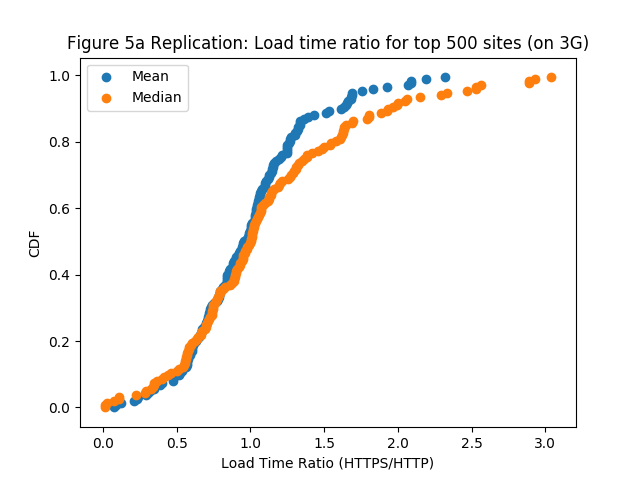 Figure 5a Replication: Load time ratio for top 500 sites (on 3G)
Mean
Median
1.0
0.8
0.6
0.4
0.2
0.0
CDF
0.0 0.5 1.0 1.5 2.0 2.5 3.0
Load Time Ratio (HTTPS/HTTP)